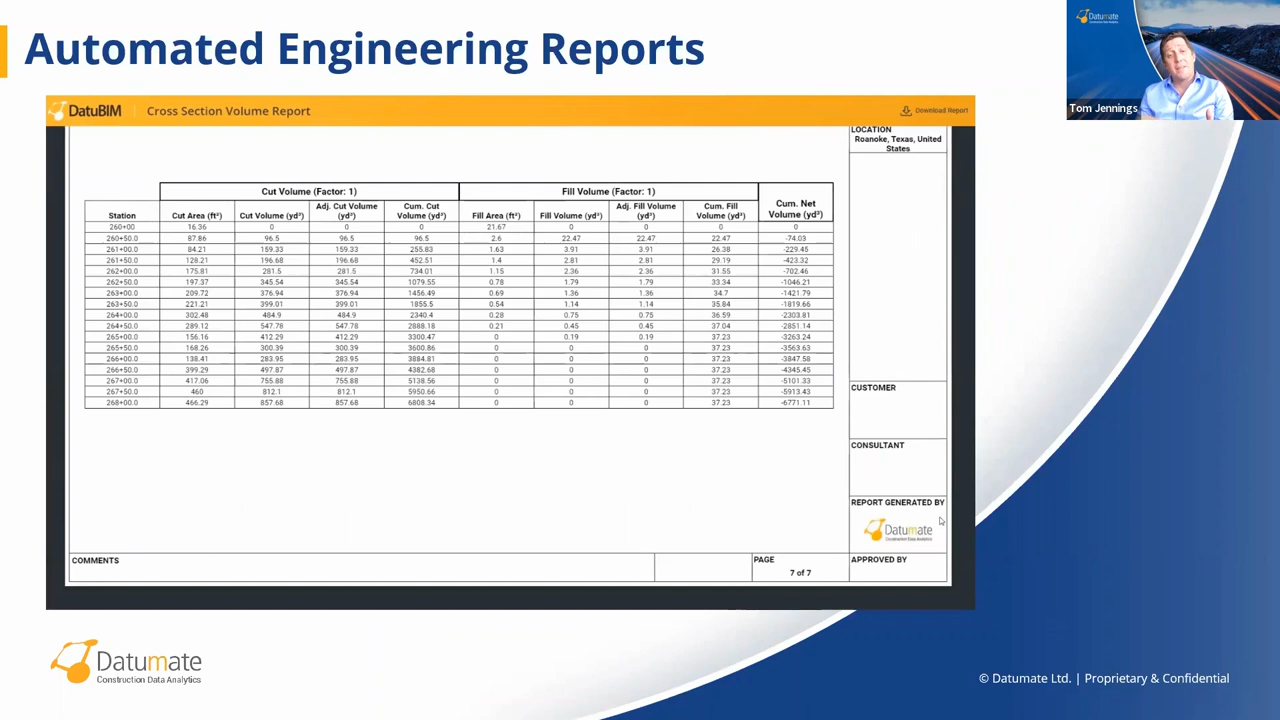 Automated Engineering Reports
Datumate
Tom Jennings
DatuBIM Cross Section Volume Report Download Report
LOCATION
Roanoke, Texas, United
States
Cut Volume (Factor: 1) Fill Volume (Factor: 1) Cum. Net Volume (yd³)
Station Cut Area (ft²) Cut Volume (yd³) Adj. Cut Volume (yd³) Cum. Cut Volume (yd³) Fill Area (ft²) Fill Volume (yd³) Adj. Fill Volume (yd³) Cum. Fill Volume (yd³)
260+00 16.36 0 0 0 21.67 0 0 0 0
260+50.0 87.86 96.5 96.5 96.5 2.6 22.47 22.47 22.47 -74.03
261+00.0 84.21 159.33 159.33 255.83 1.63 3.91 3.91 26.38 -229.45
261+50.0 128.21 196.68 196.68 452.51 1.4 2.81 2.81 29.19 -423.32
262+00.0 175.81 281.5 281.5 734.01 1.15 2.36 2.36 31.55 -702.46
262+50.0 197.37 345.54 345.54 1079.55 0.78 1.79 1.79 33.34 -1046.21
263+00.0 209.72 376.94 376.94 1456.49 0.69 1.36 1.36 34.7 -1421.79
263+50.0 221.21 399.01 399.01 1855.5 0.54 1.14 1.14 35.84 -1819.66
264+00.0 302.48 484.9 484.9 2340.4 0.28 0.75 0.75 36.59 -2303.81
264+50.0 289.12 547.78 547.78 2888.18 0.21 0.45 0.45 37.04 -2851.14
265+00.0 156.16 412.29 412.29 3300.47 0 0.19 0.19 37.23 -3263.24
265+50.0 168.26 300.39 300.39 3600.86 0 0 0 37.23 -3563.63
266+00.0 138.41 283.95 283.95 3884.81 0 0 0 37.23 -3847.58
266+50.0 399.29 497.87 497.87 4382.68 0 0 0 37.23 -4345.45
267+00.0 417.06 755.88 755.88 5138.56 0 0 0 37.23 -5101.33
267+50.0 460 812.1 812.1 5950.66 0 0 0 37.23 -5913.43
268+00.0 466.29 857.68 857.68 6808.34 0 0 0 37.23 -6771.11
CUSTOMER
CONSULTANT
REPORT GENERATED BY
Datumate
Construction Data Analytics
COMMENTS
PAGE
7 of 7
APPROVED BY
Datumate
Construction Data Analytics
© Datumate Ltd. | Proprietary & Confidential